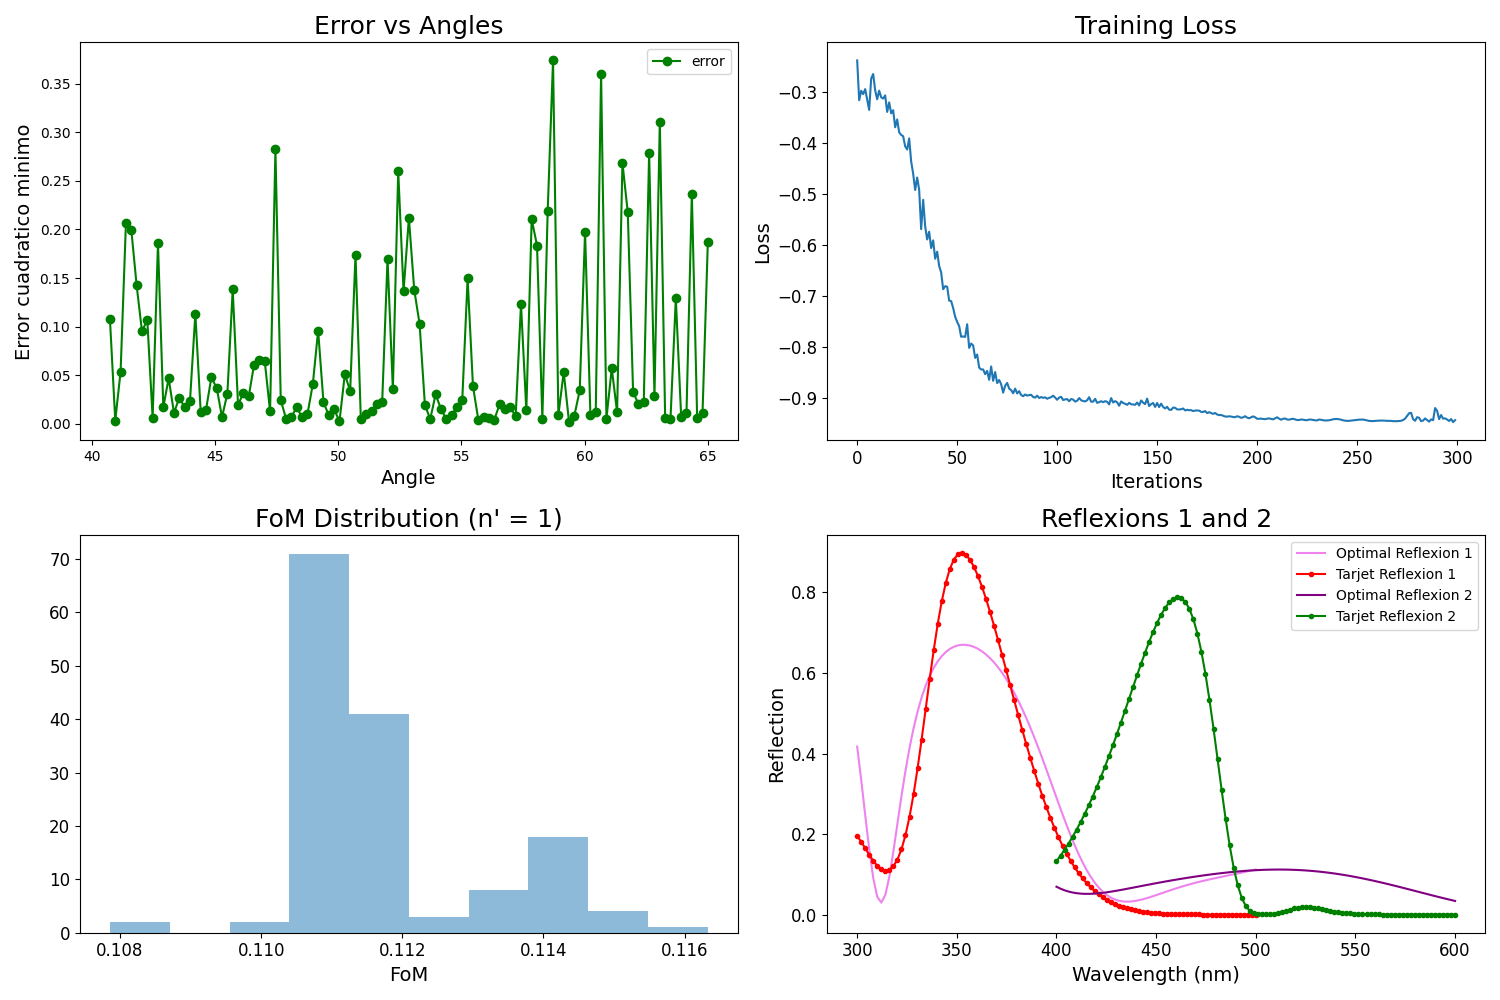 Error vs Angles
Error cuadratico minimo
0.35
0.30
0.25
0.20
0.15
0.10
0.05
0.00
error
40 45 50 55 60 65
Angle
Training Loss
Loss
−0.3
−0.4
−0.5
−0.6
−0.7
−0.8
−0.9
0 50 100 150 200 250 300
Iterations
FoM Distribution (n' = 1)
70
60
50
40
30
20
10
0
0.108 0.110 0.112 0.114 0.116
FoM
Reflexions 1 and 2
Reflection
0.8
0.6
0.4
0.2
0.0
Optimal Reflexion 1
Tarjet Reflexion 1
Optimal Reflexion 2
Tarjet Reflexion 2
300 350 400 450 500 550 600
Wavelength (nm)